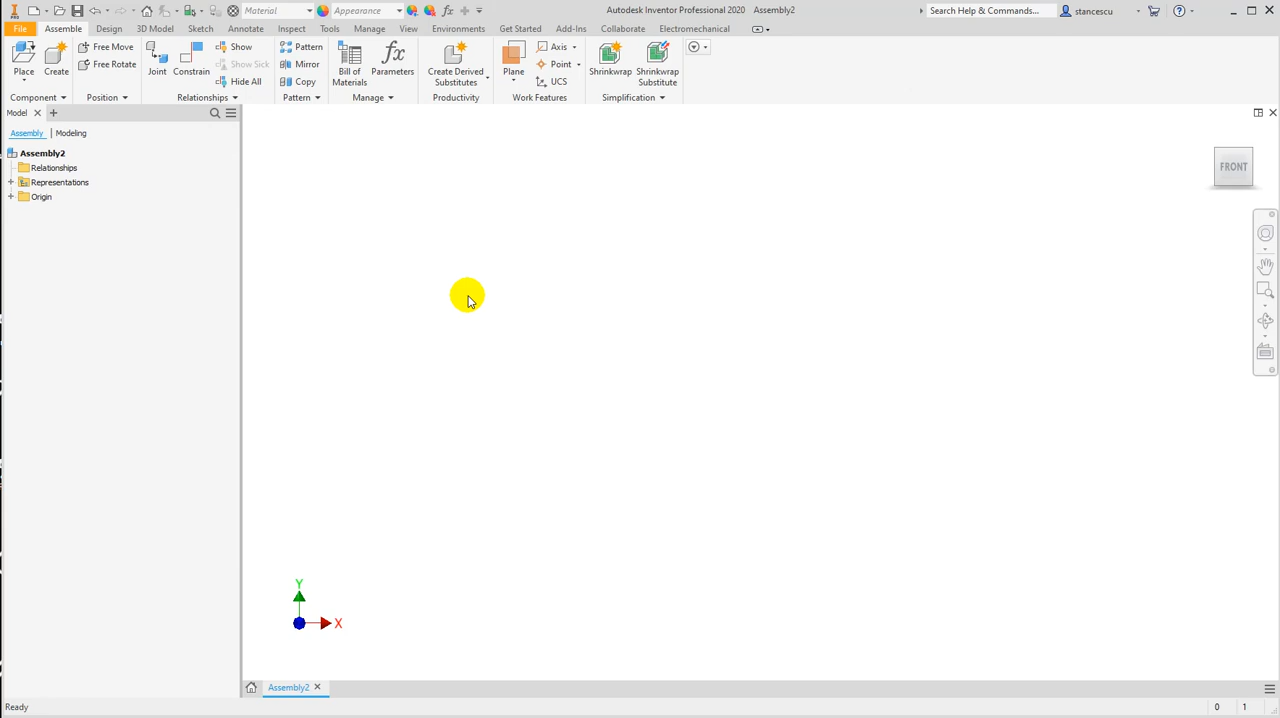 PRO
Material
Appearance
fx
Autodesk Inventor Professional 2020 Assembly2
Search Help & Commands...
stancescu
File Assemble Design 3D Model Sketch Annotate Inspect Tools Manage View Environments Get Started Add-Ins Collaborate Electromechanical
Place
Create
Free Move
Free Rotate
Joint
Constrain
Show
Show Sick
Hide All
Pattern
Mirror
Copy
Bill of
Materials
fx
Parameters
Create Derived
Substitutes
Plane
Axis
Point
UCS
Shrinkwrap
Shrinkwrap
Substitute
Component Position Relationships Pattern Manage Productivity Work Features Simplification
Model
Assembly Modeling
Assembly2
Relationships
Representations
Origin
FRONT
Y
X
Assembly2
Ready
0 1